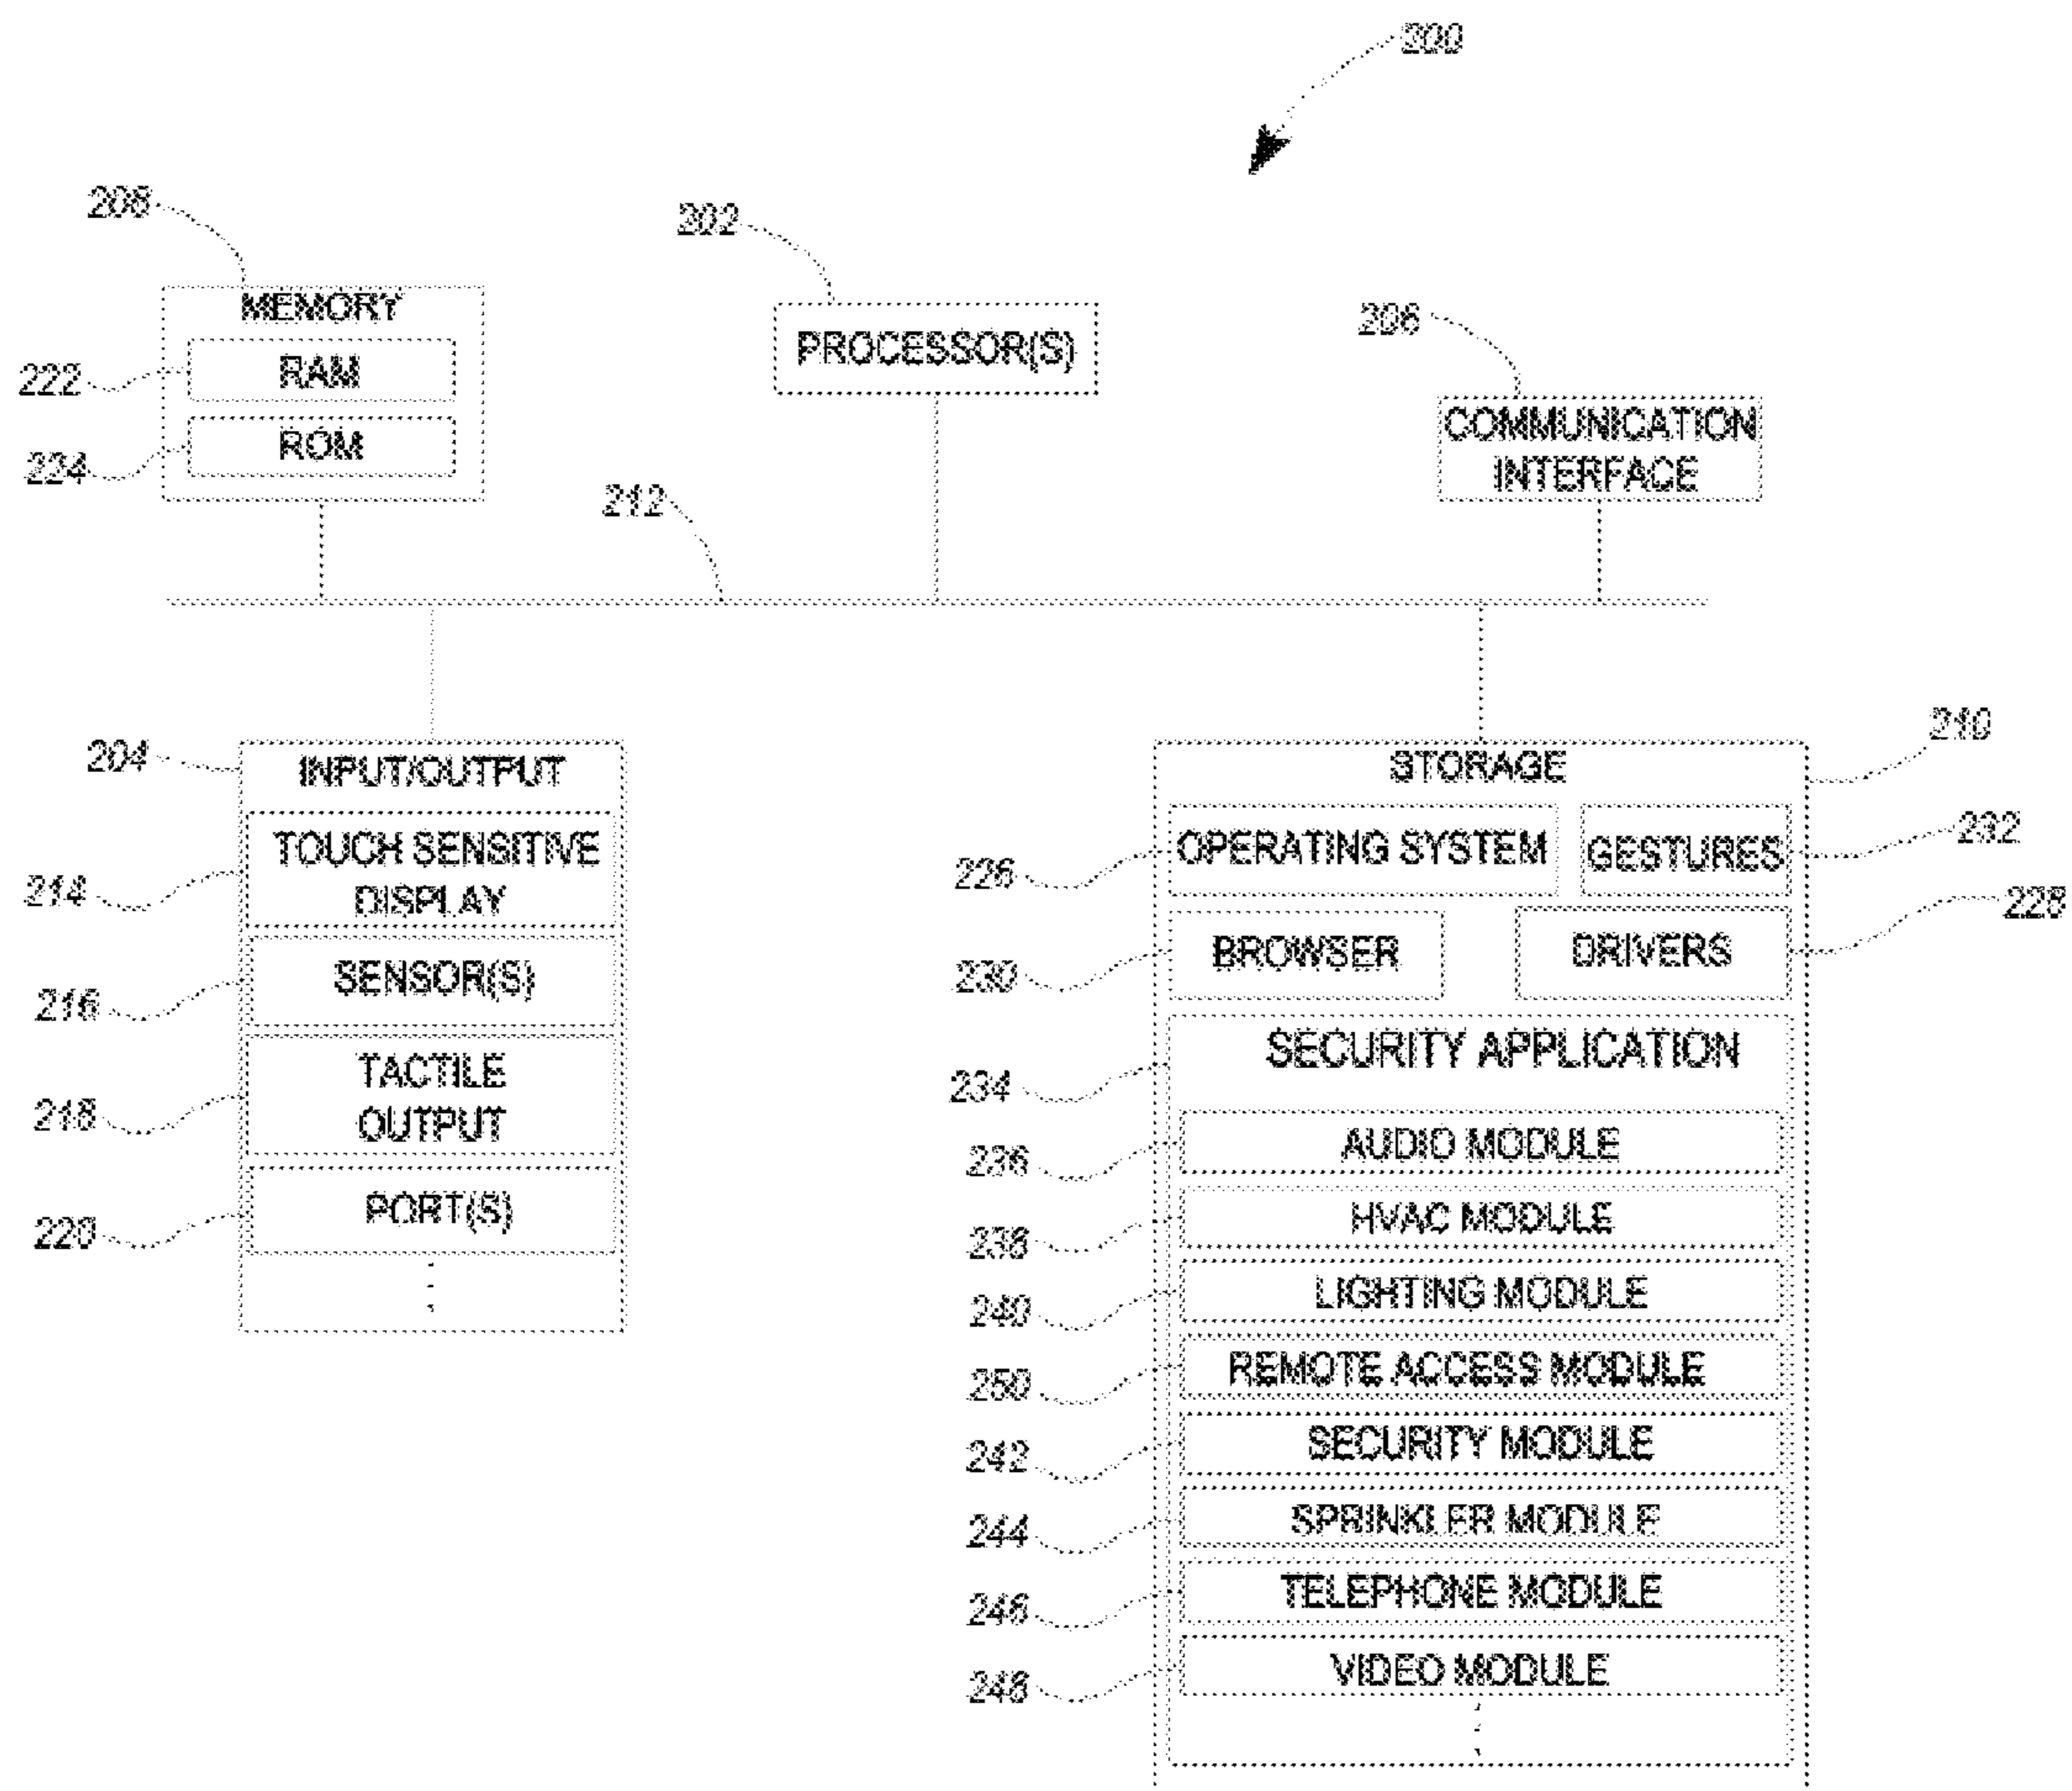 200
208
202
MEMORY
PROCESSOR(S)
206
222
RAM
COMMUNICATION
INTERFACE
224
ROM
212
204
INPUT/OUTPUT
TOUCH SENSITIVE
DISPLAY
214
SENSOR(S)
216
TACTILE
OUTPUT
218
PORT(S)
220
STORAGE
210
OPERATING SYSTEM
GESTURES
232
226
228
BROWSER
DRIVERS
230
SECURITY APPLICATION
234
AUDIO MODULE
236
HVAC MODULE
238
LIGHTING MODULE
240
REMOTE ACCESS MODULE
250
SECURITY MODULE
242
SPRINKLER MODULE
244
TELEPHONE MODULE
246
VIDEO MODULE
248